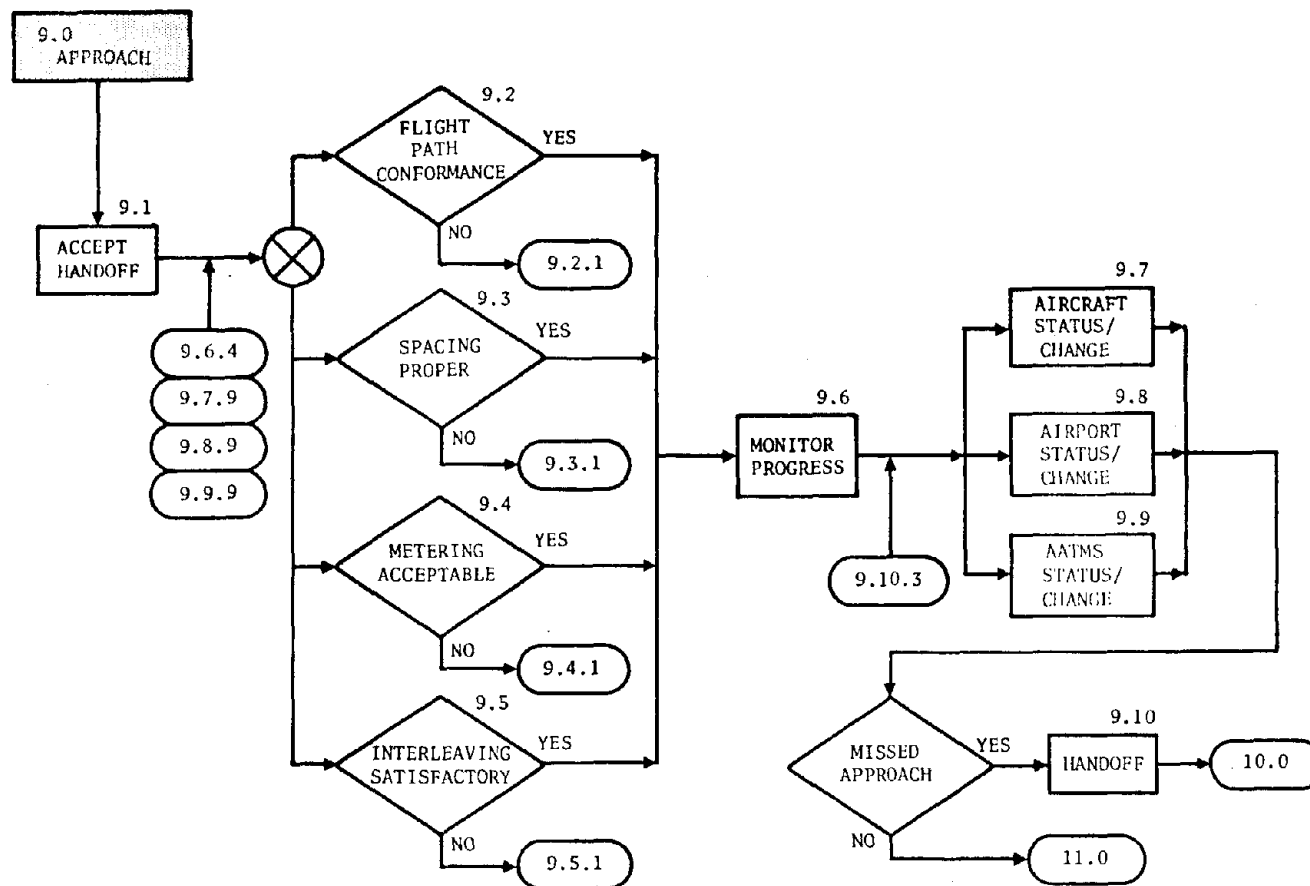 9.0
APPROACH
9.1
ACCEPT
HANDOFF
9.6.4
9.7.9
9.8.9
9.9.9
9.2
FLIGHT
PATH
CONFORMANCE
YES
NO
9.2.1
9.3
SPACING
PROPER
YES
NO
9.3.1
9.4
METERING
ACCEPTABLE
YES
NO
9.4.1
9.5
INTERLEAVING
SATISFACTORY
YES
NO
9.5.1
9.6
MONITOR
PROGRESS
9.10.3
9.7
AIRCRAFT
STATUS/
CHANGE
9.8
AIRPORT
STATUS/
CHANGE
9.9
AATMS
STATUS/
CHANGE
MISSED
APPROACH
YES
NO
9.10
HANDOFF
10.0
11.0